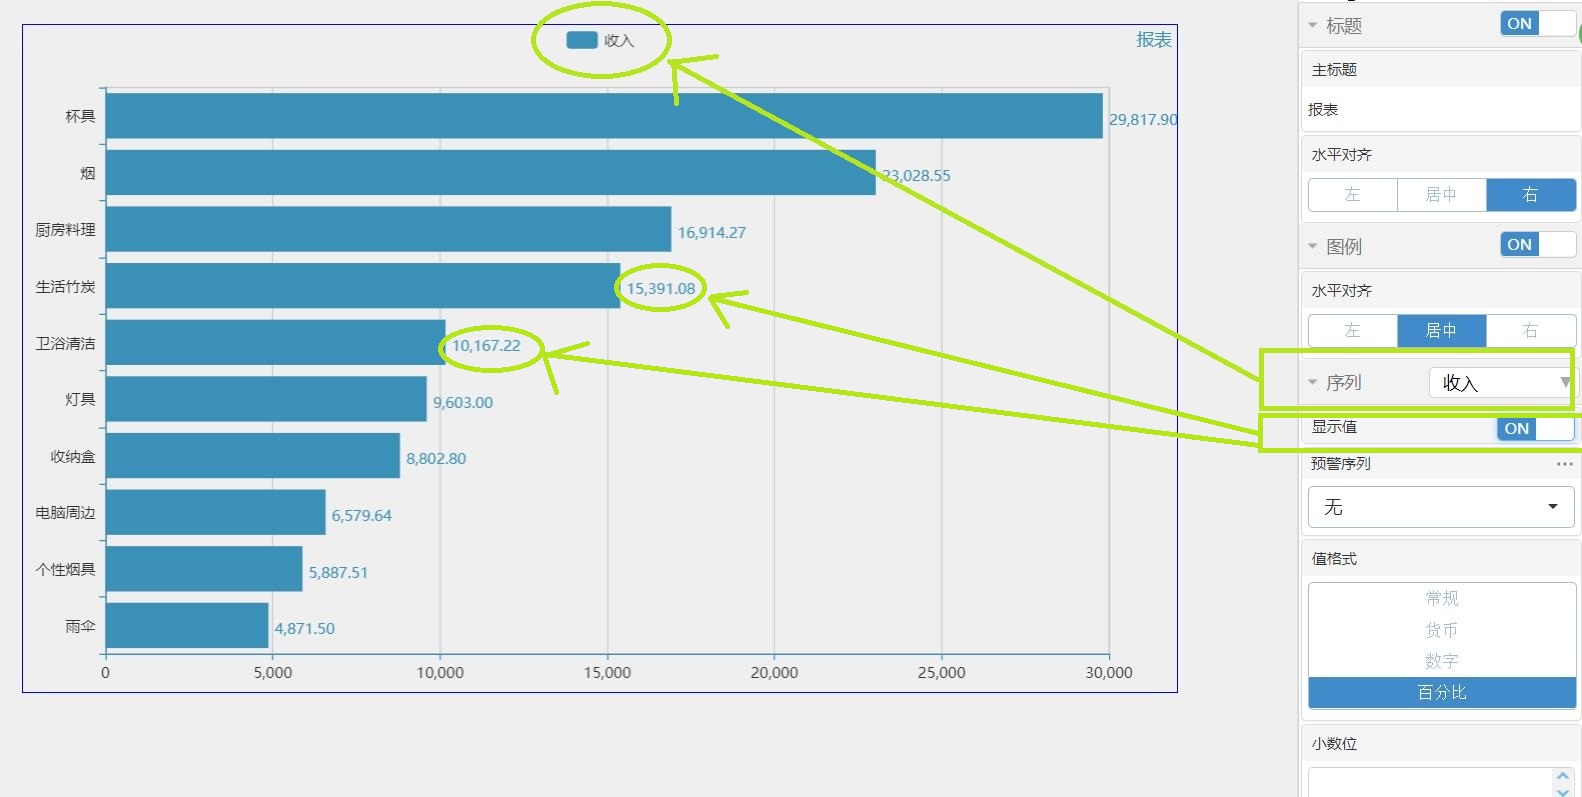 收入
报表
杯具
29,817.90
烟
23,028.55
厨房料理
16,914.27
生活竹炭
15,391.08
卫浴清洁
10,167.22
灯具
9,603.00
收纳盒
8,802.80
电脑周边
6,579.64
个性烟具
5,887.51
雨伞
4,871.50
0 5,000 10,000 15,000 20,000 25,000 30,000
标题 ON
主标题
报表
水平对齐
左 居中 右
图例 ON
水平对齐
左 居中 右
序列 收入
显示值 ON
预警序列 ...
无
值格式
常规
货币
数字
百分比
小数位